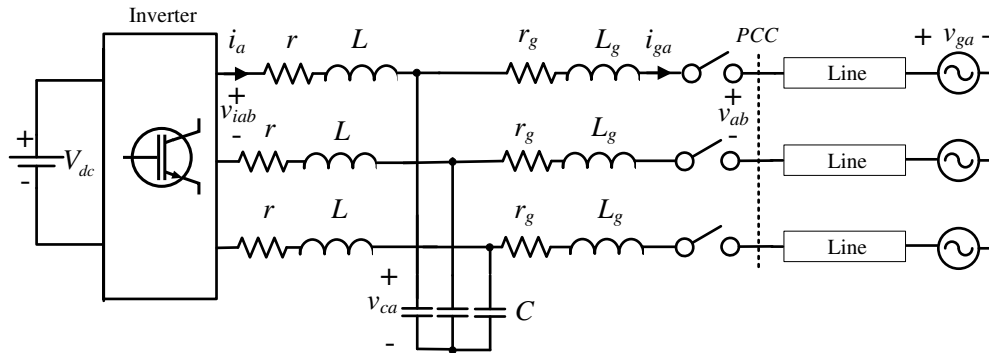 Inverter
i_a r L r_g L_g i_ga PCC + v_ga -
Line
+ v_iab - + v_ab -
+ V_dc -
r L r_g L_g
Line
r L r_g L_g
Line
+ v_ca - C